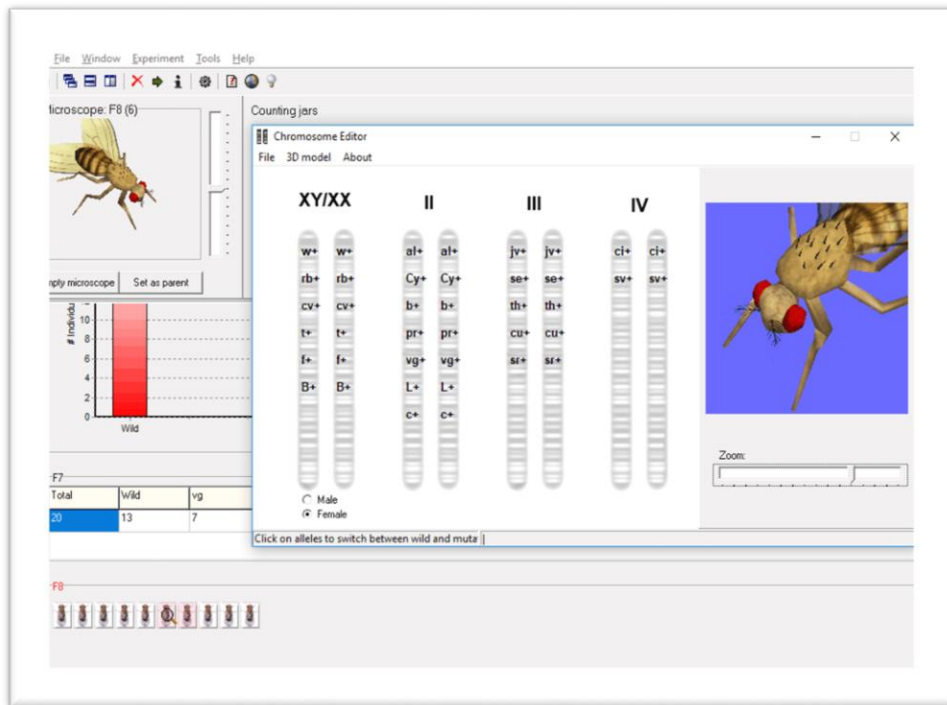 File Window Experiment Tools Help
Microscope: F8 (6)
Counting jars
Chromosome Editor
File 3D model About
XY/XX II III IV
w+ w+ al+ al+ jv+ jv+ ci+ ci+
rb+ rb+ Cy+ Cy+ se+ se+ sv+ sv+
cv+ cv+ b+ b+ th+ th+
t+ t+ pr+ pr+ cu+ cu+
f+ f+ vg+ vg+ sr+ sr+
B+ B+ L+ L+
c+ c+
mpty microscope Set as parent
# Individu
10
8
6
4
2
0
Wild
Zoom:
F7
Total Wild vg
20 13 7
Male
Female
Click on alleles to switch between wild and muta
F8